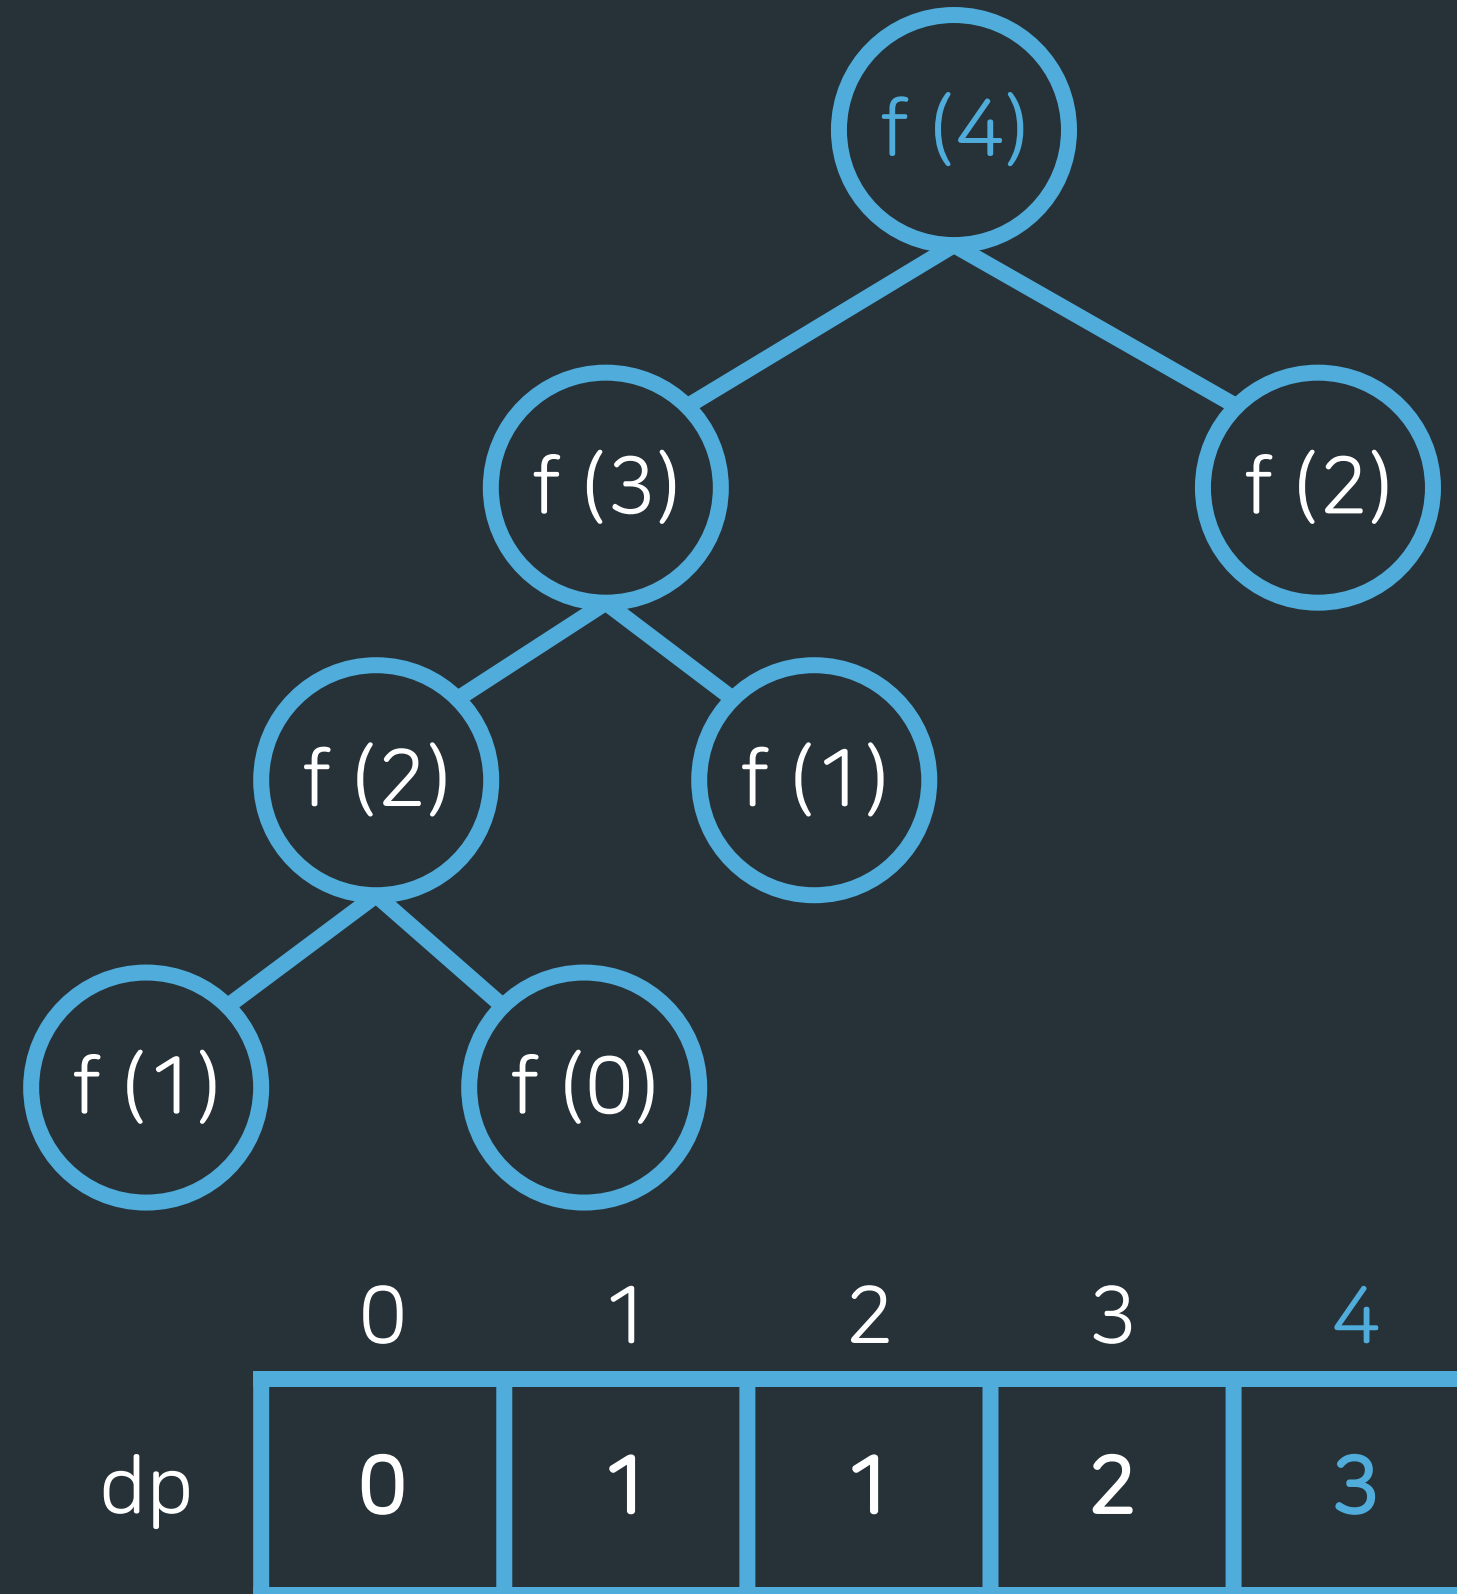 f (4)
f (3) f (2)
f (2) f (1)
f (1) f (0)
0 1 2 3 4
dp 0 1 1 2 3